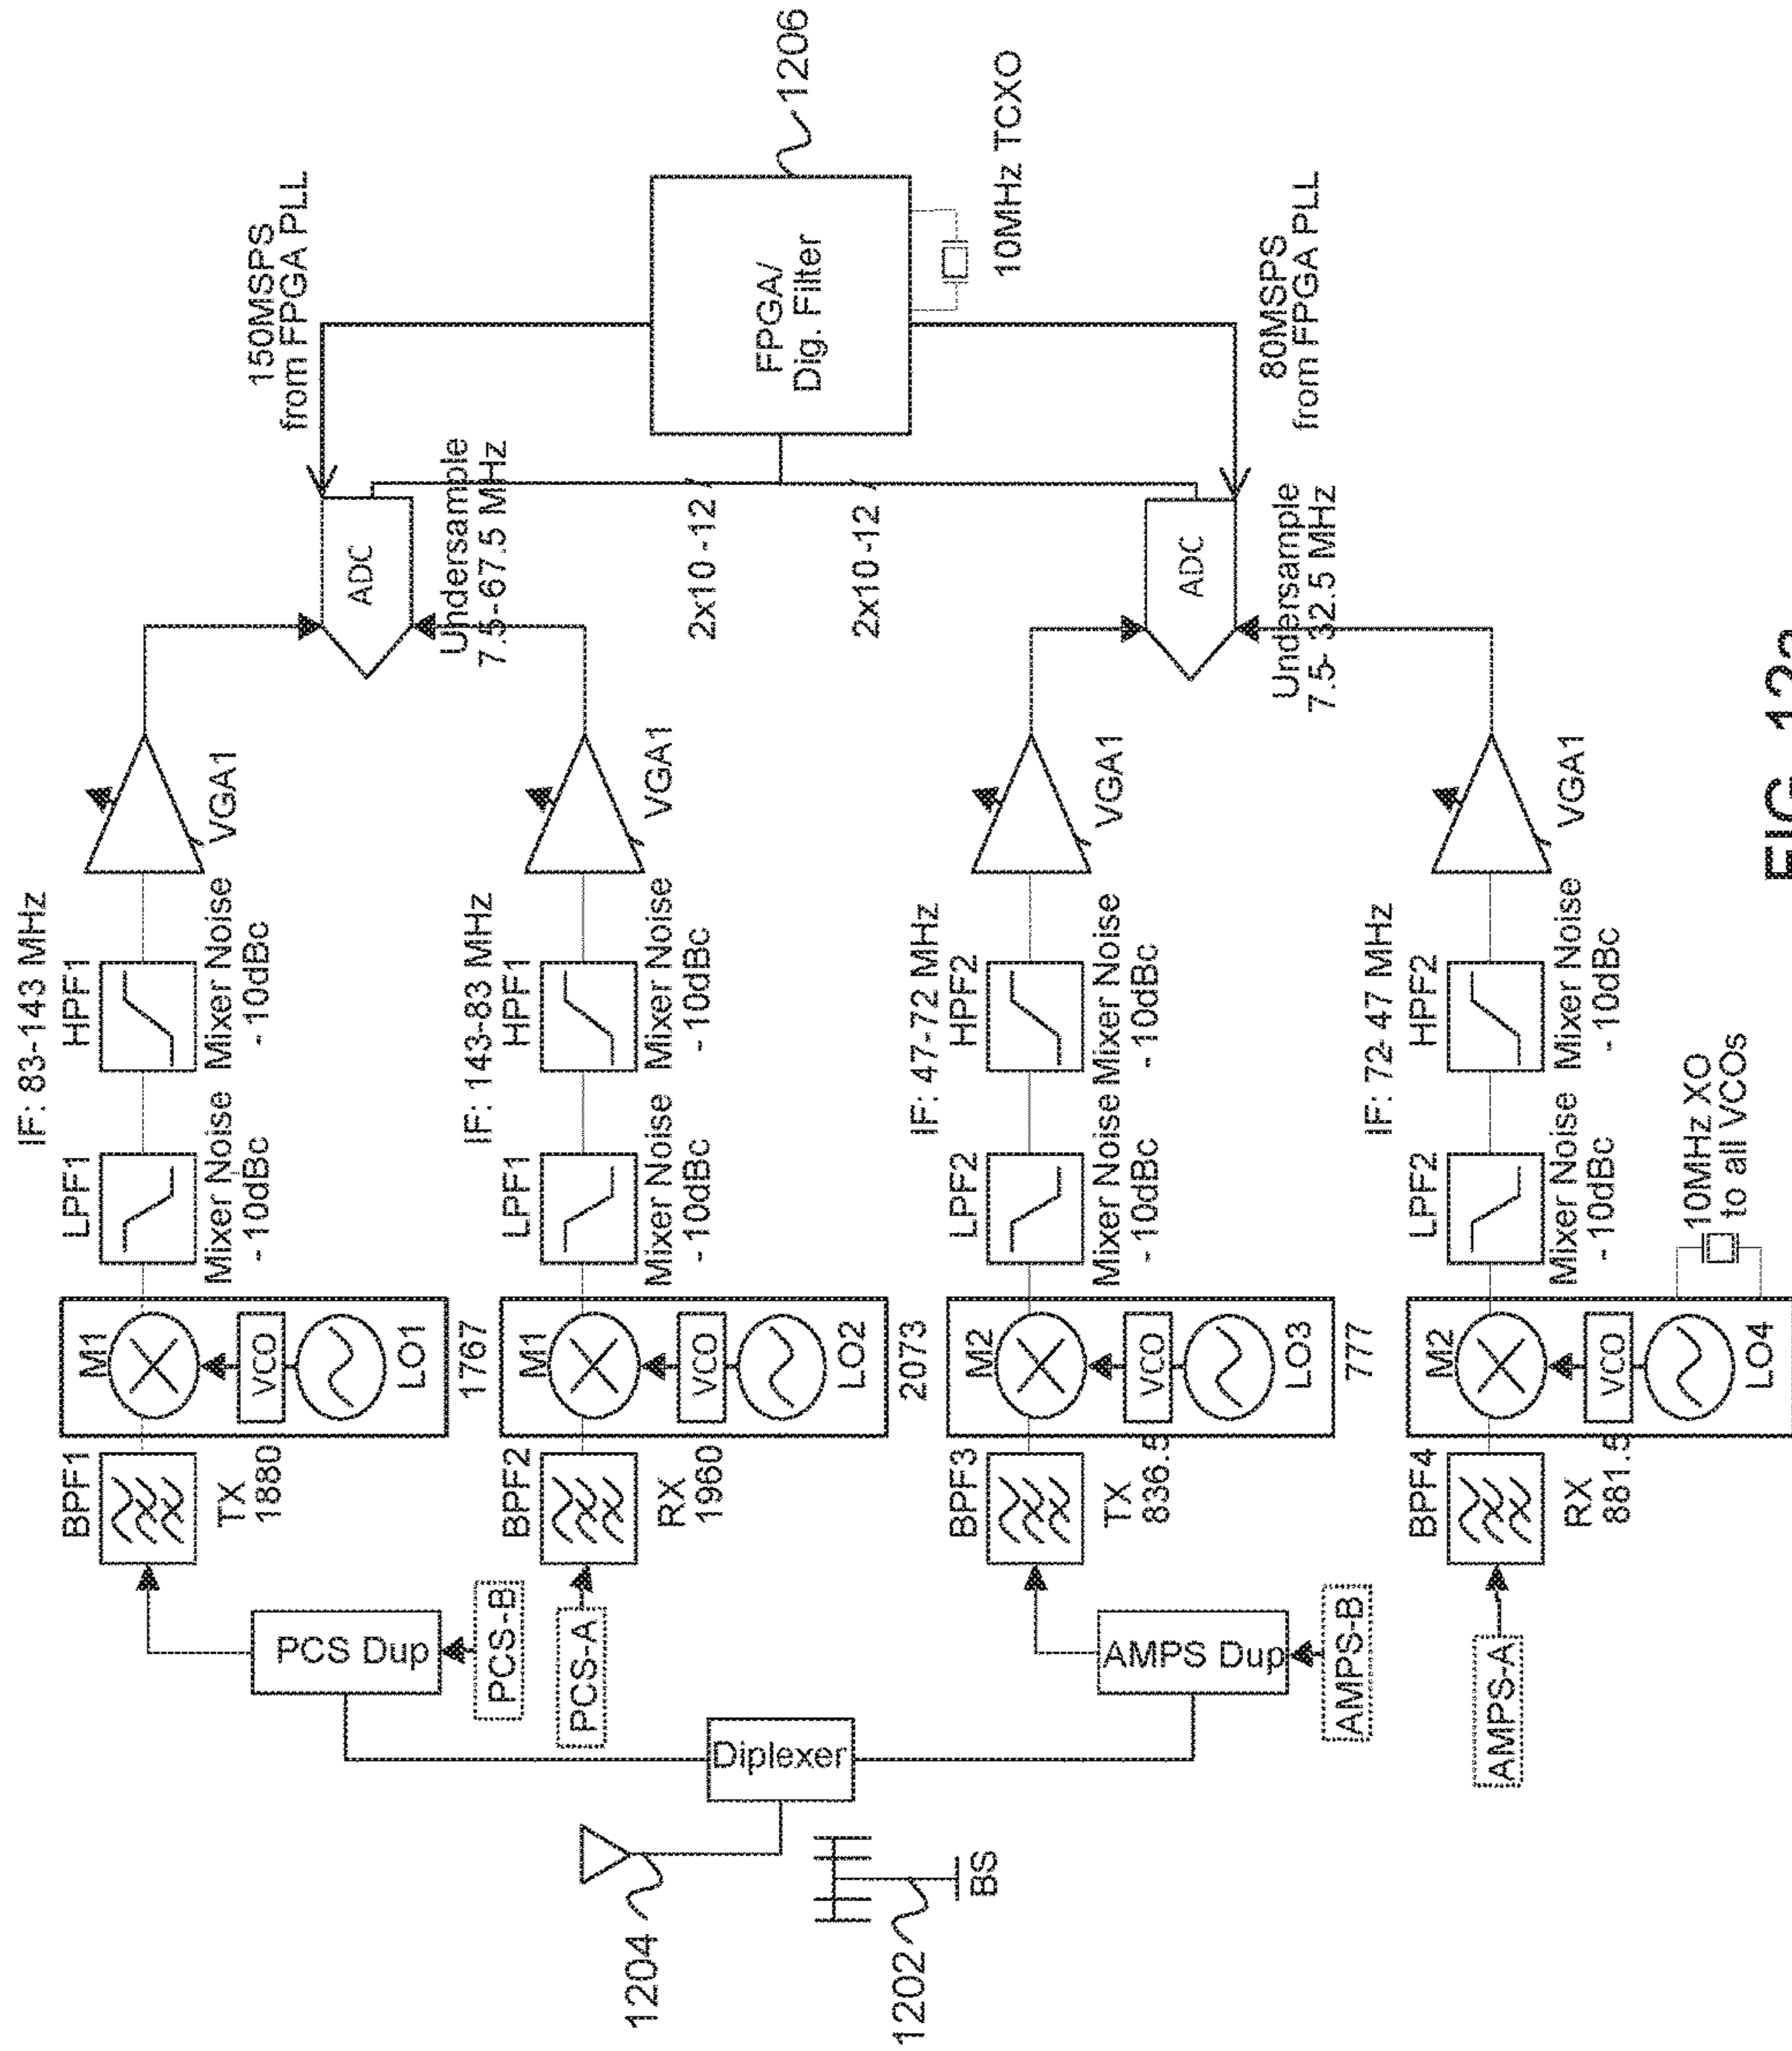 1204
1202
BS
Diplexer
PCS Dup
PCS-B
PCS-A
AMPS Dup
AMPS-B
AMPS-A
BPF1
TX
1880
M1
VCO
LO1
1767
LPF1
Mixer Noise
-10dBc
IF: 83-143 MHz
HPF1
Mixer Noise
-10dBc
VGA1
BPF2
RX
1960
M1
VCO
LO2
2073
LPF1
Mixer Noise
-10dBc
IF: 143-83 MHz
HPF1
Mixer Noise
-10dBc
VGA1
BPF3
TX
836.5
M2
VCO
LO3
777
LPF2
Mixer Noise
-10dBc
IF: 47-72 MHz
HPF2
Mixer Noise
-10dBc
VGA1
BPF4
RX
881.5
M2
VCO
LO4
10MHz XO
to all VCOs
LPF2
Mixer Noise
-10dBc
IF: 72-47 MHz
HPF2
Mixer Noise
-10dBc
VGA1
ADC
Undersample
7.5-67.5 MHz
150MSPS
from FPGA PLL
2x10-12
2x10-12
ADC
Undersample
7.5-32.5 MHz
80MSPS
from FPGA PLL
FPGA/
Dig. Filter
1206
10MHz TCXO
FIG. 12a